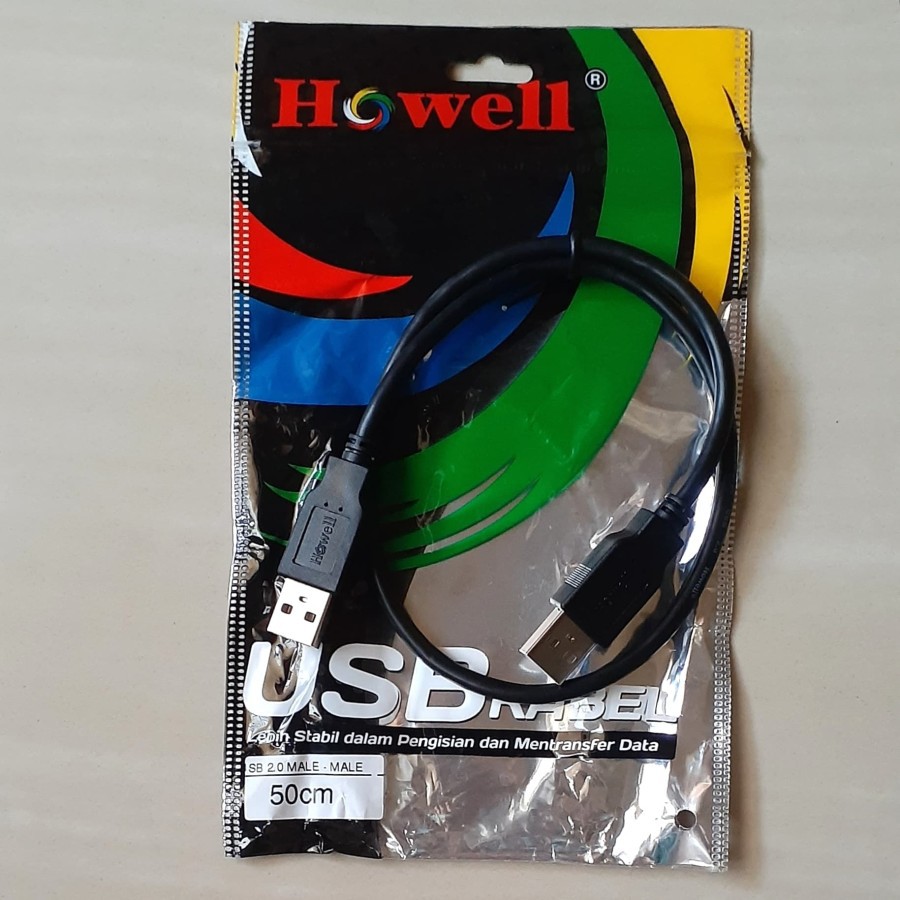 Howell ®
Howell
USB KABEL
Lebih Stabil dalam Pengisian dan Mentransfer Data
SB 2.0 MALE - MALE
50cm